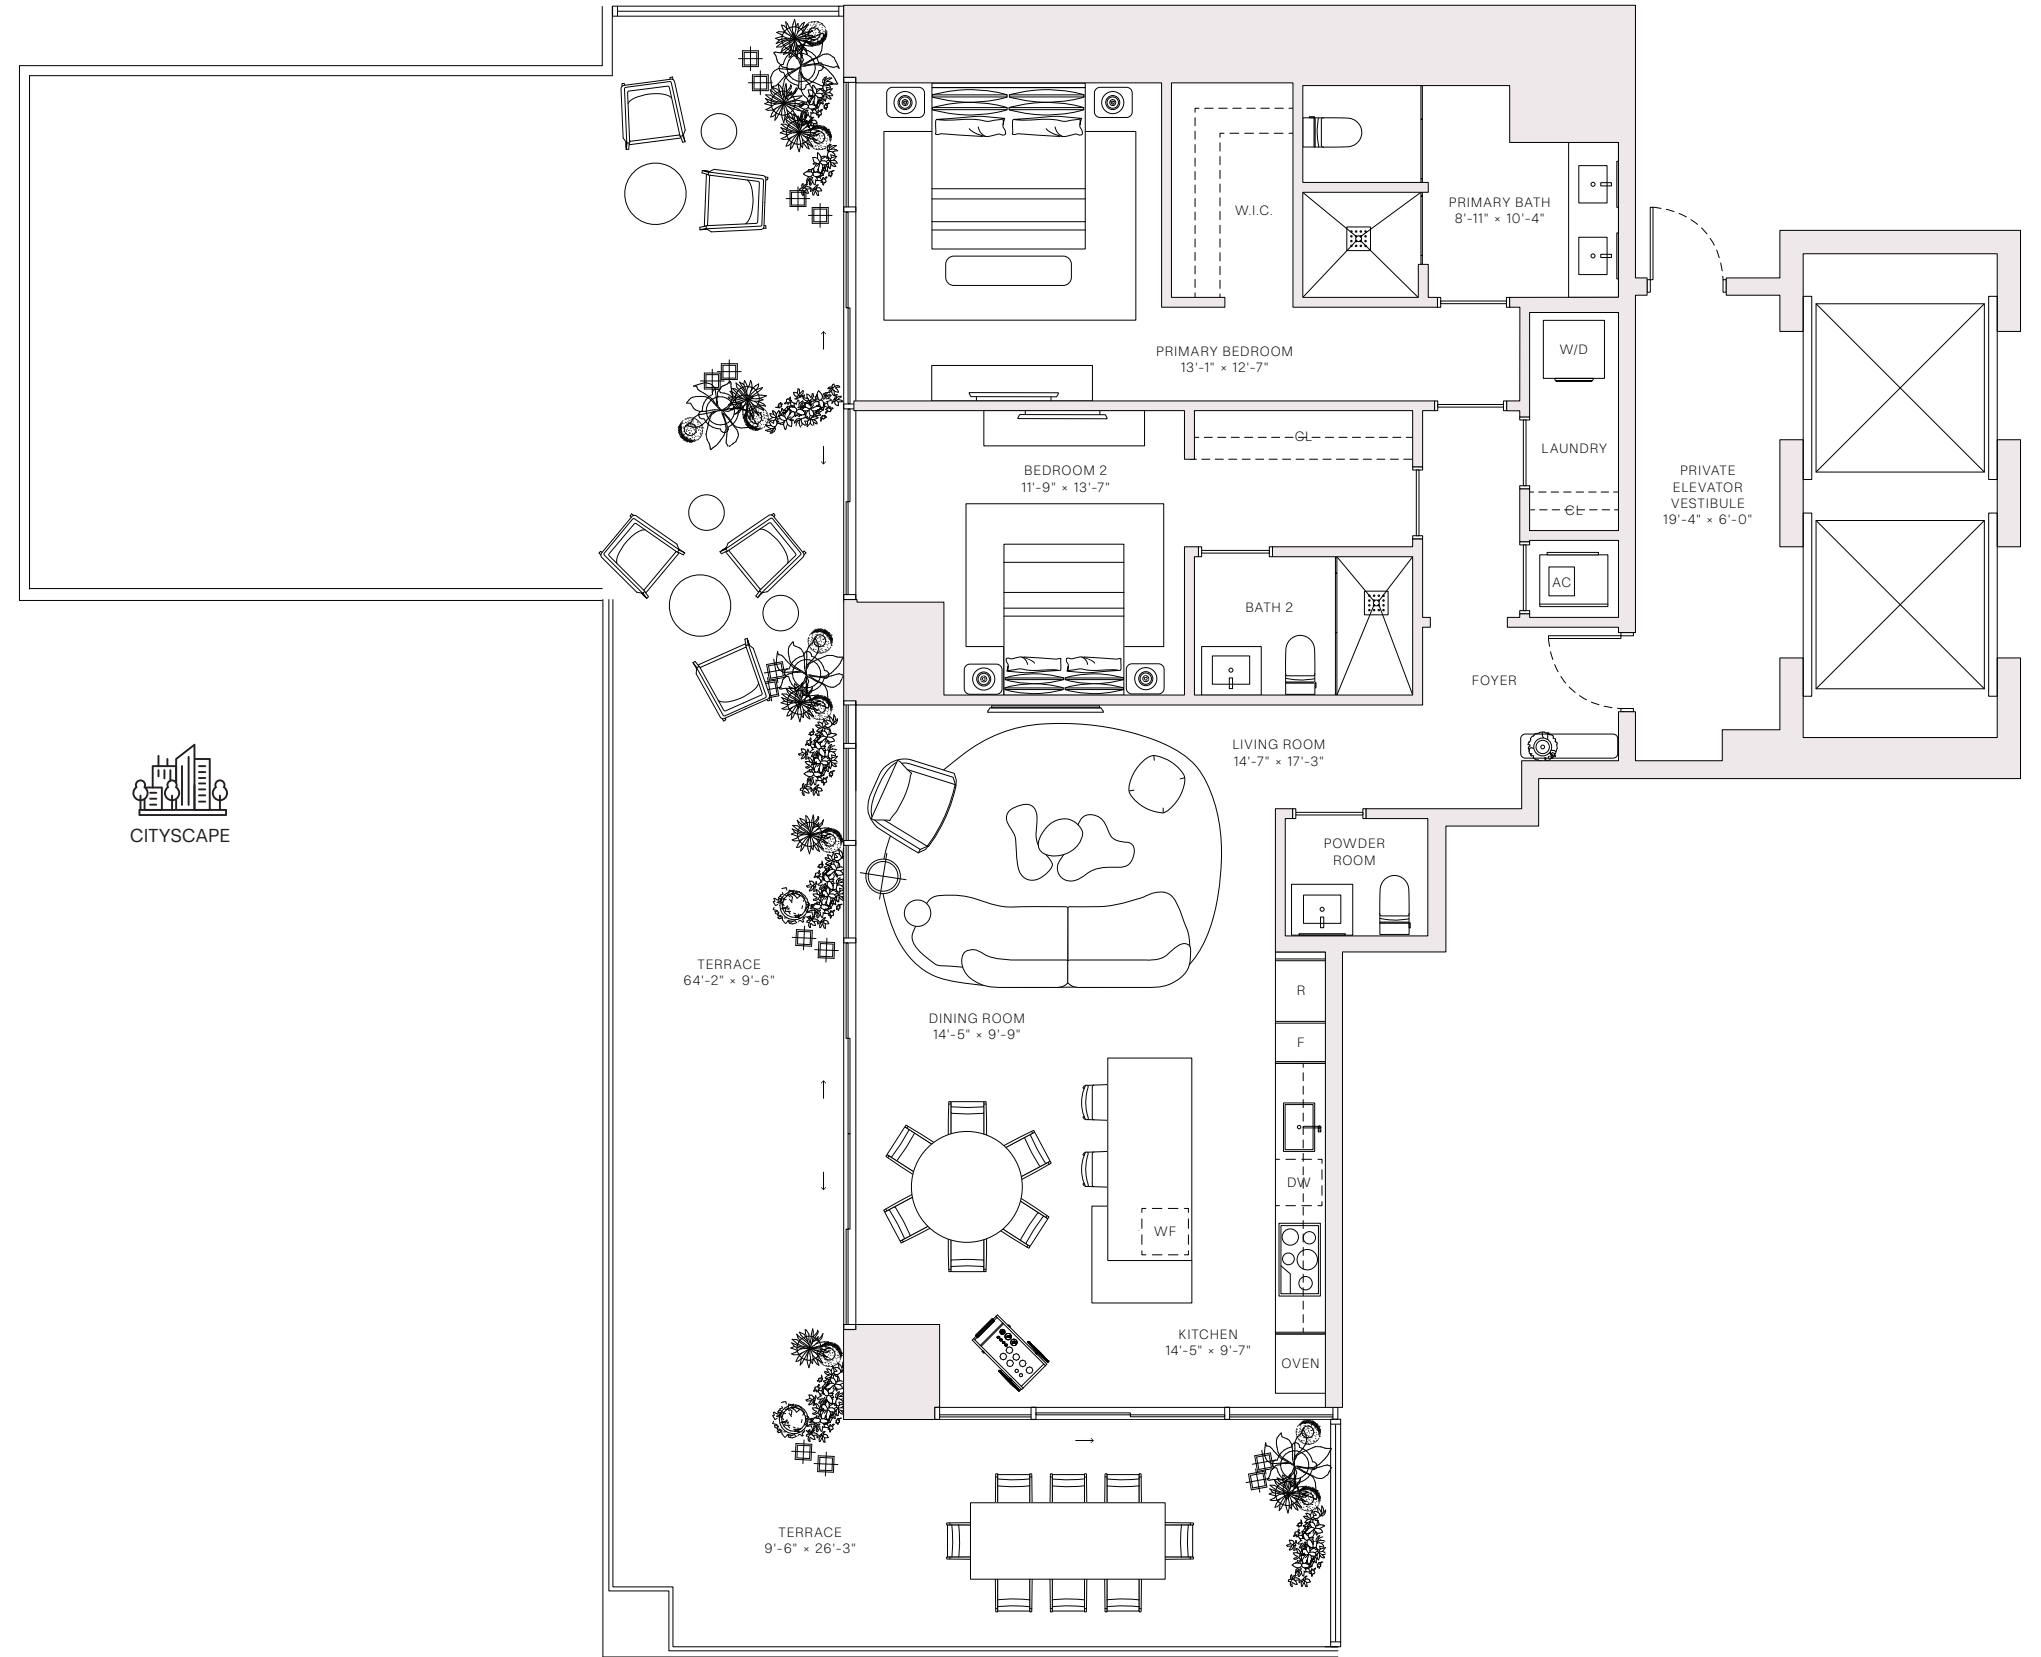 W.I.C.
PRIMARY BATH
8'-11" × 10'-4"
PRIMARY BEDROOM
13'-1" × 12'-7"
W/D
CL
LAUNDRY
BEDROOM 2
11'-9" × 13'-7"
PRIVATE
ELEVATOR
VESTIBULE
19'-4" × 6'-0"
CL
AC
BATH 2
FOYER
LIVING ROOM
14'-7" × 17'-3"
CITYSCAPE
POWDER
ROOM
TERRACE
64'-2" × 9'-6"
R
DINING ROOM
14'-5" × 9'-9"
F
DW
WF
KITCHEN
14'-5" × 9'-7"
OVEN
TERRACE
9'-6" × 26'-3"